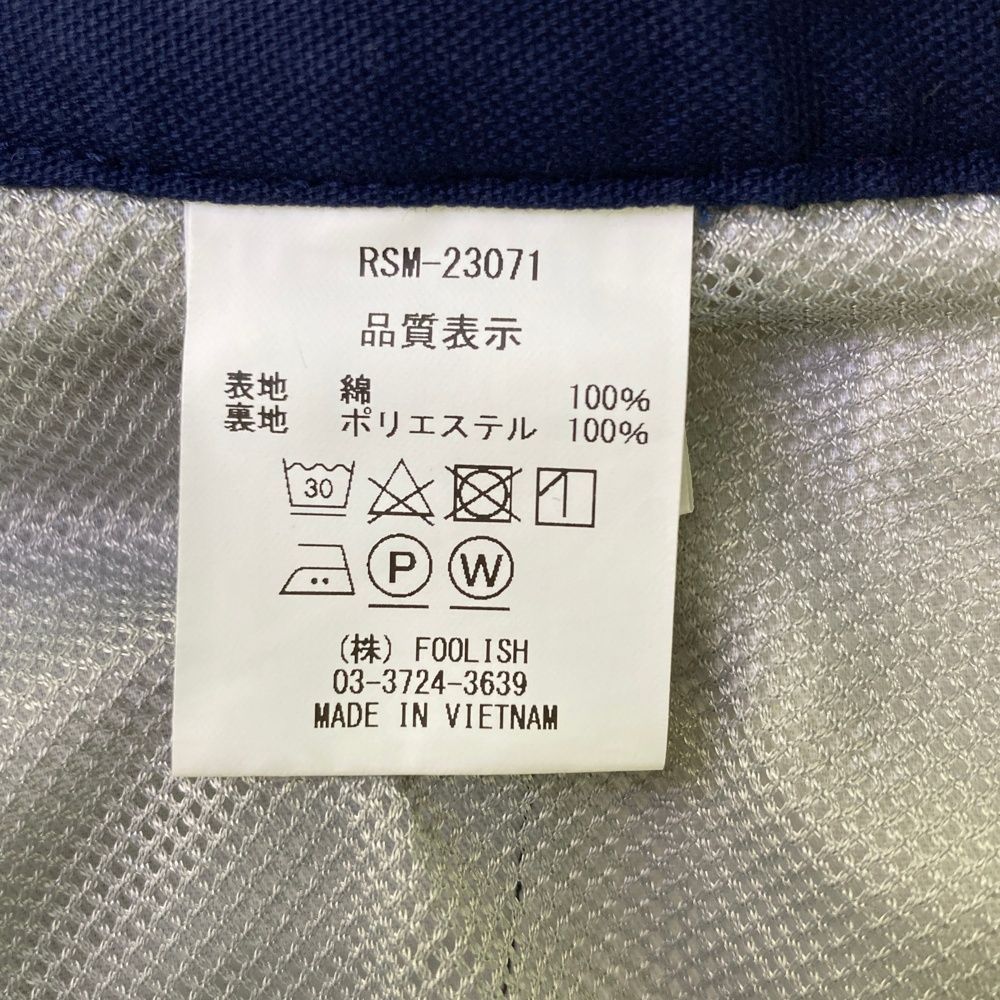 RSM-23071
品質表示
表地 綿 100%
裏地 ポリエステル 100%
30
P W
(株) FOOLISH
03-3724-3639
MADE IN VIETNAM